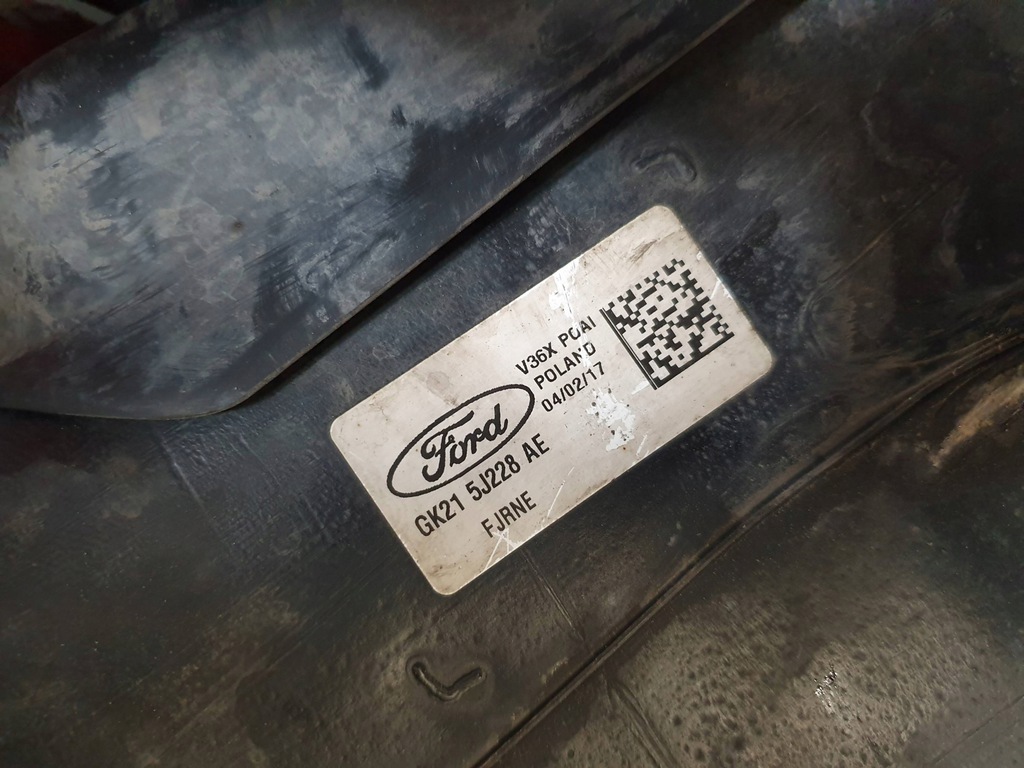 V36X POAI
POLAND
04/02/17
Ford
GK21 5J228 AE
FJRNE